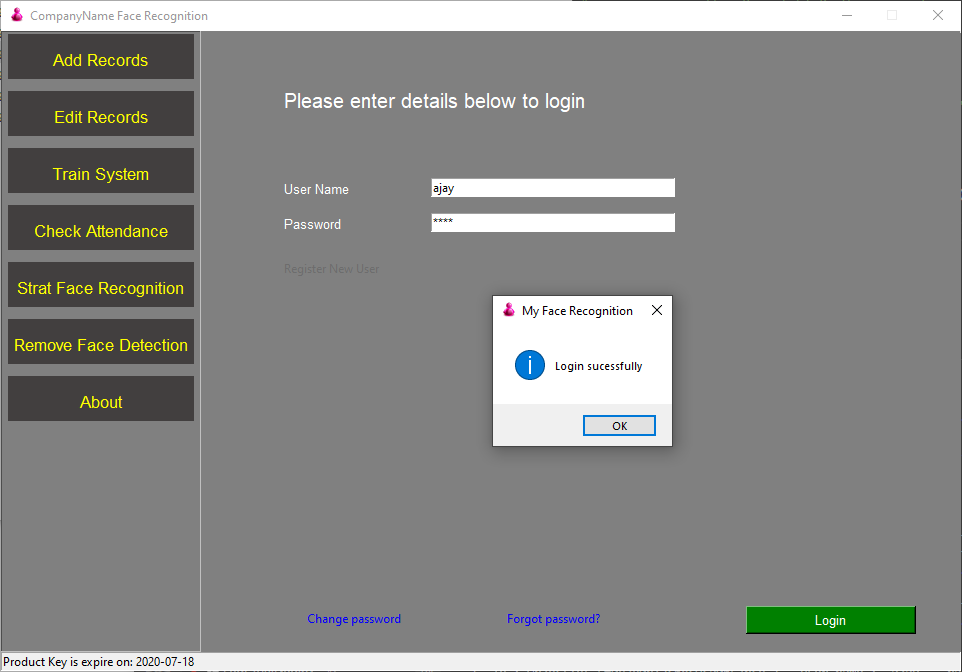 CompanyName Face Recognition
Add Records
Edit Records
Train System
Check Attendance
Strat Face Recognition
Remove Face Detection
About
Please enter details below to login
User Name
ajay
Password
****
Register New User
My Face Recognition
Login sucessfully
OK
Change password
Forgot password?
Login
Product Key is expire on: 2020-07-18